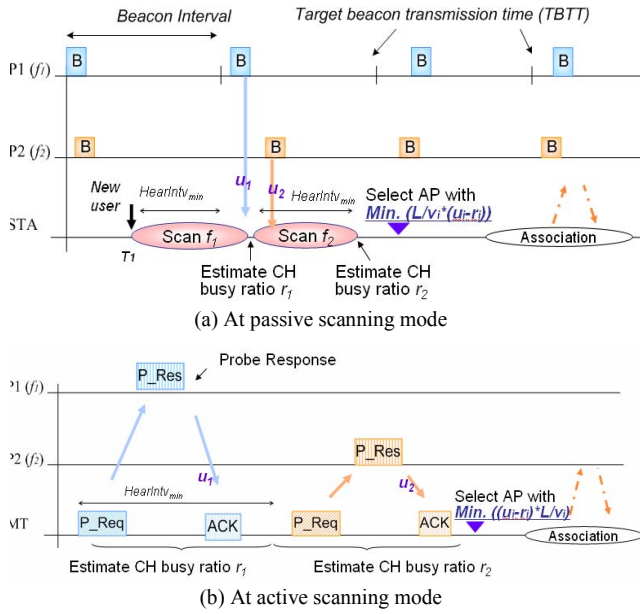 Beacon Interval
Target beacon transmission time (TBTT)
P1 (f1)
B
B
B
B
P2 (f2)
B
B
B
B
u1
u2
New
user
HearIntvmin
HearIntvmin
Select AP with
Min. (L/vi*(ui-ri))
STA
Scan f1
Scan f2
Association
T1
Estimate CH
busy ratio r1
Estimate CH
busy ratio r2
(a) At passive scanning mode
Probe Response
P_Res
P1 (f1)
P_Res
P2 (f2)
u1
u2
HearIntvmin
Select AP with
Min. ((ui-ri)*L/vi)
MT
P_Req
ACK
P_Req
ACK
Association
Estimate CH busy ratio r1
Estimate CH busy ratio r2
(b) At active scanning mode